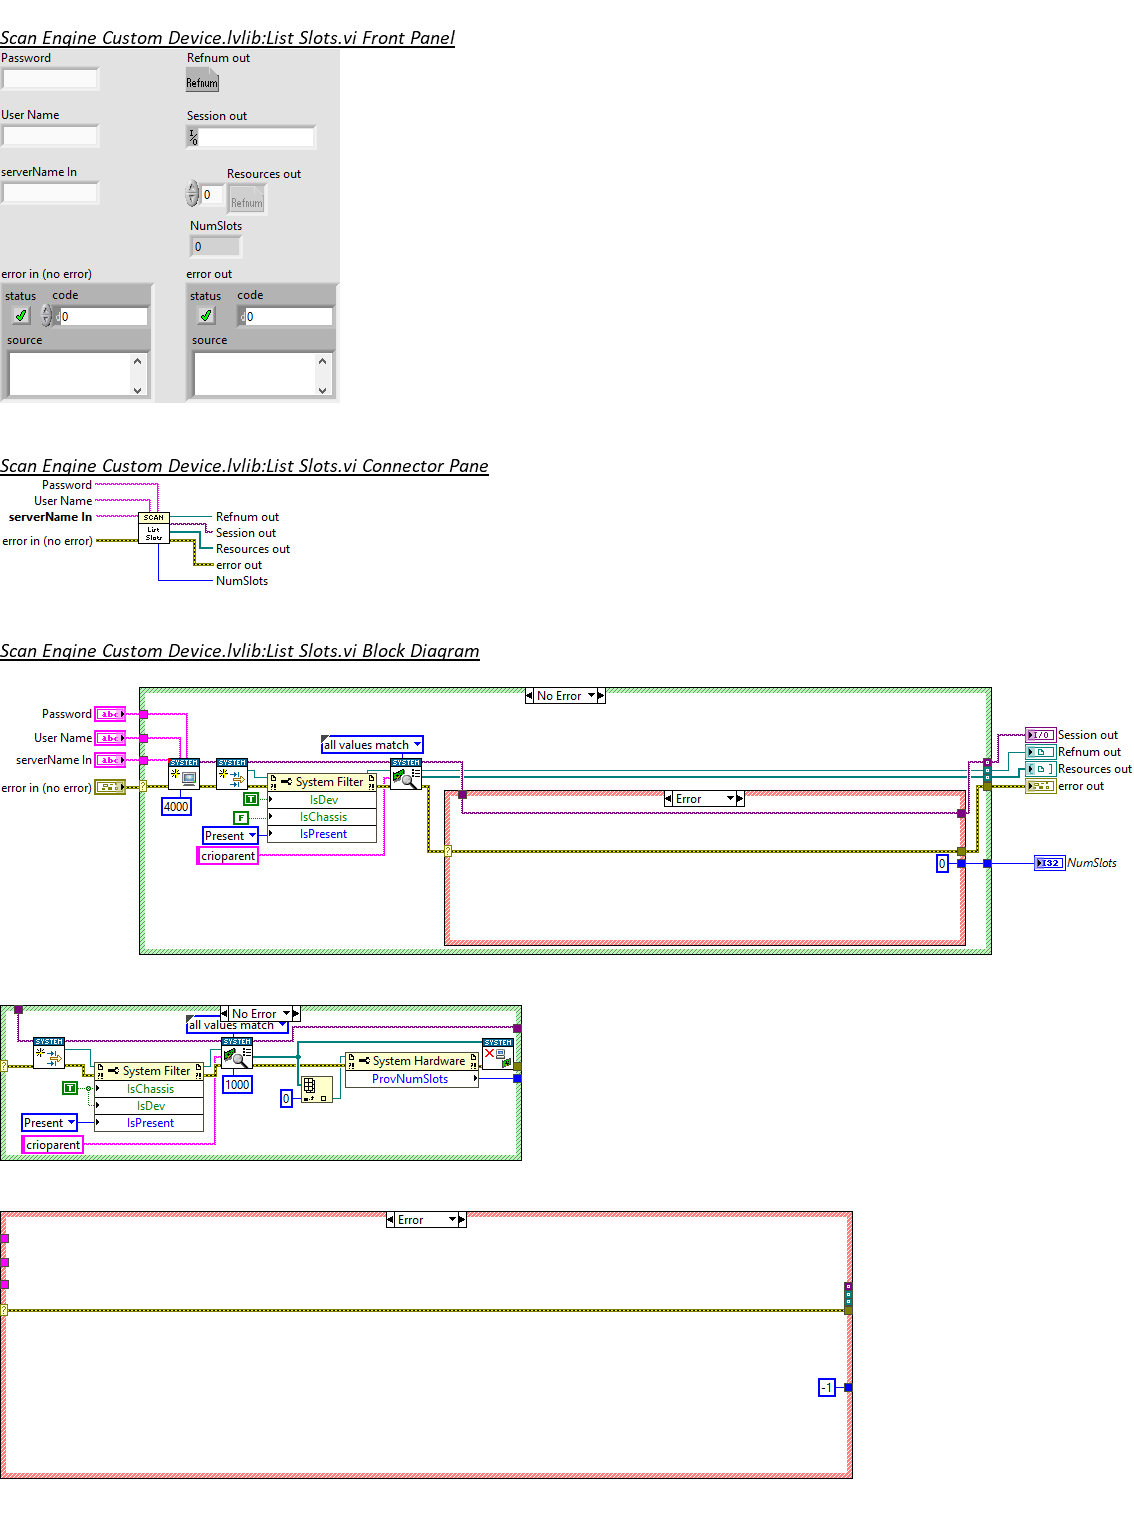 Scan Engine Custom Device.lvlib:List Slots.vi Front Panel
Password
Refnum out
Refnum
User Name
Session out
I/O
serverName In
Resources out
0
Refnum
NumSlots
0
error in (no error)
error out
status code
status code
d 0
d 0
source
source
Scan Engine Custom Device.lvlib:List Slots.vi Connector Pane
Password
User Name
serverName In
error in (no error)
SCAN
List
Slots
Refnum out
Session out
Resources out
error out
NumSlots
Scan Engine Custom Device.lvlib:List Slots.vi Block Diagram
No Error
Password abc
User Name abc
serverName In abc
error in (no error)
all values match
SYSTEM
SYSTEM
SYSTEM
4000
System Filter
T
IsDev
F
IsChassis
Present
IsPresent
crioparent
Error
0
I/O Session out
Refnum out
Resources out
error out
I32 NumSlots
No Error
all values match
SYSTEM
SYSTEM
SYSTEM
System Filter
T
IsChassis
IsDev
Present
IsPresent
crioparent
1000
0
System Hardware
ProvNumSlots
Error
-1